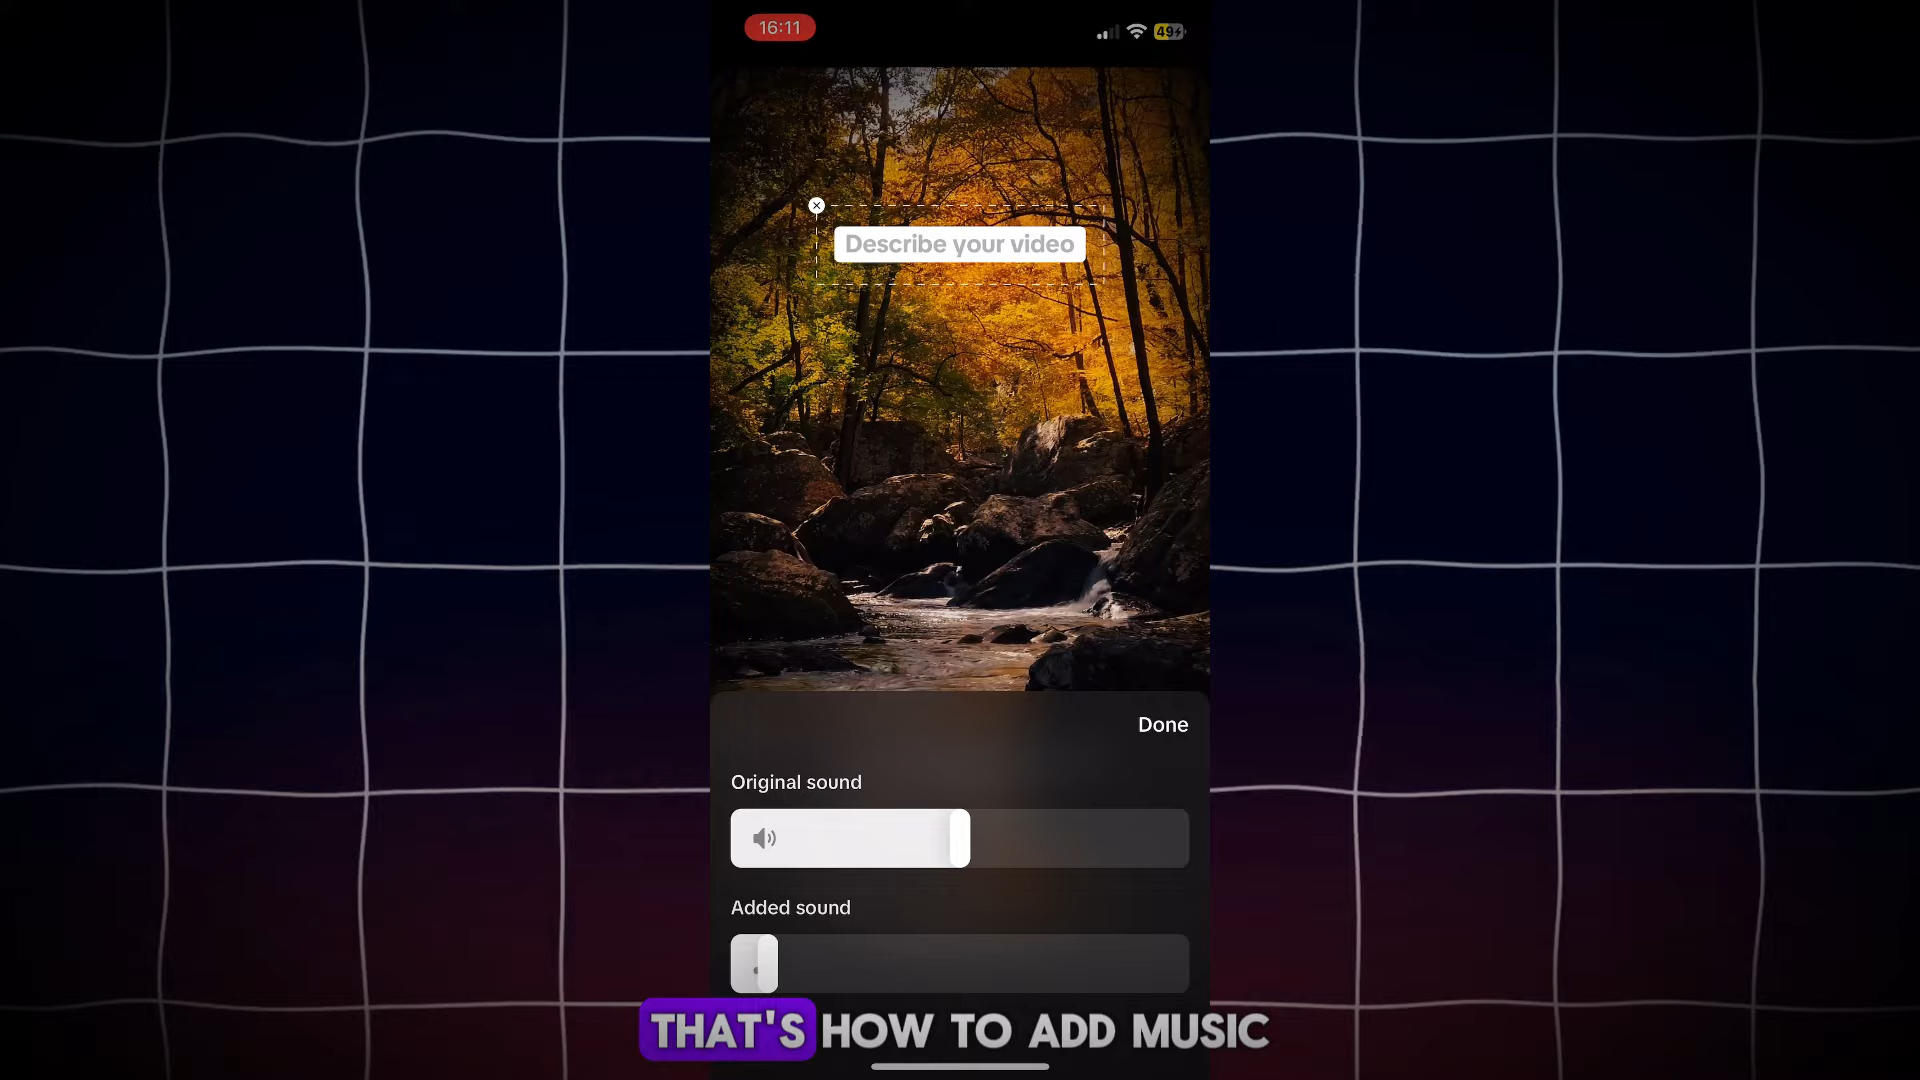 16:11
49
Describe your video
Done
Original sound
Added sound
THAT'S HOW TO ADD MUSIC